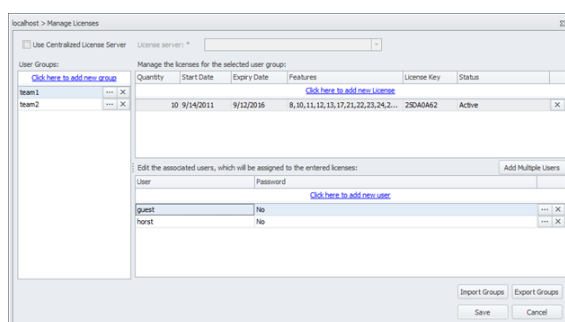 localhost > Manage Licenses
Use Centralized License Server License server: *
User Groups: Manage the licenses for the selected user group:
Click here to add new group Quantity Start Date Expiry Date Features License Key Status
Click here to add new License
team1 ... X
team2 ... X 10 9/14/2011 9/12/2016 8,10,11,12,13,17,21,22,23,24,2... 25DA0A62 Active X
Edit the associated users, which will be assigned to the entered licenses: Add Multiple Users
User Password
Click here to add new user
guest No ... X
horst No ... X
Import Groups Export Groups
Save Cancel